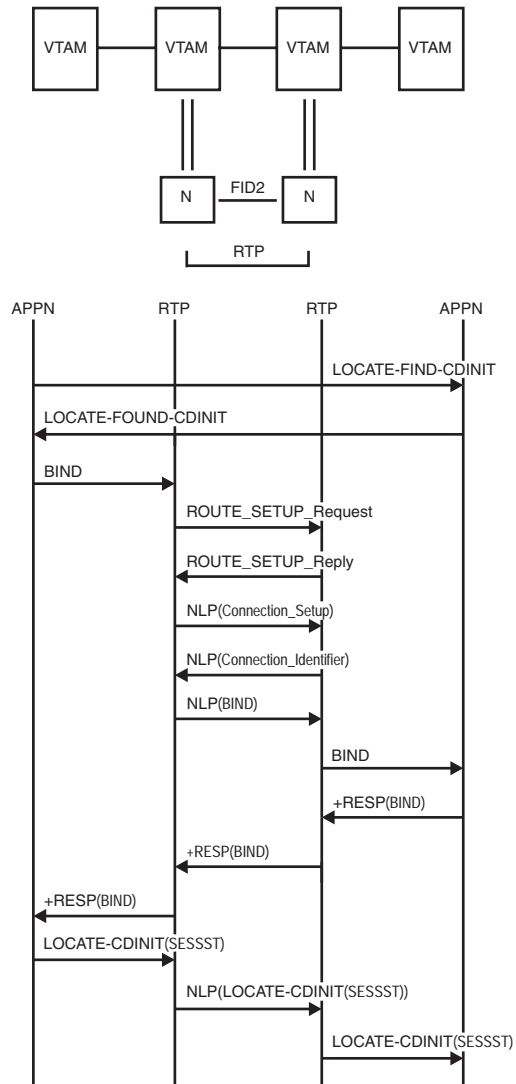 VTAM VTAM VTAM VTAM
N FID2 N
RTP
APPN RTP RTP APPN
LOCATE-FIND-CDINIT
LOCATE-FOUND-CDINIT
BIND
ROUTE_SETUP_Request
ROUTE_SETUP_Reply
NLP(Connection_Setup)
NLP(Connection_Identifier)
NLP(BIND)
BIND
+RESP(BIND)
+RESP(BIND)
+RESP(BIND)
LOCATE-CDINIT(SESSST)
NLP(LOCATE-CDINIT(SESSST))
LOCATE-CDINIT(SESSST)